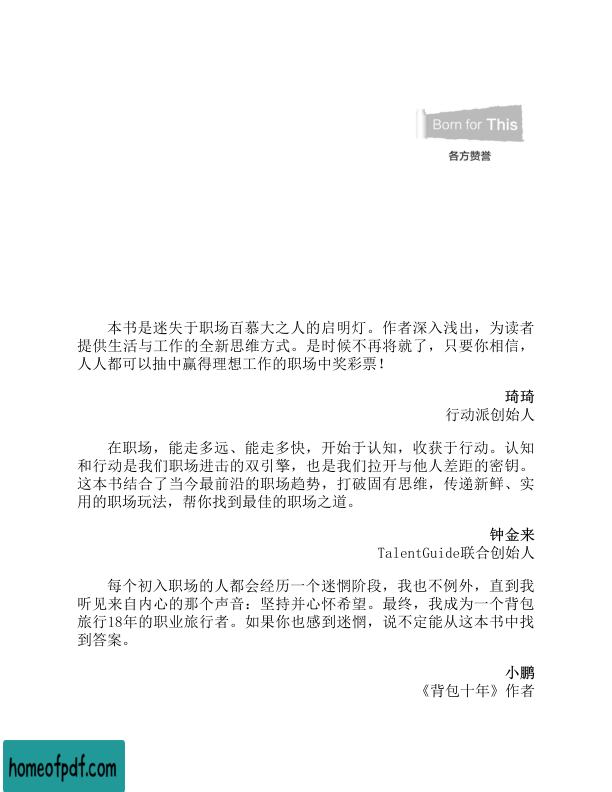 Born for This
各方赞誉
本书是迷失于职场百慕大之人的启明灯。作者深入浅出，为读者
提供生活与工作的全新思维方式。是时候不再将就了，只要你相信，
人人都可以抽中赢得理想工作的职场中奖彩票！
琦琦
行动派创始人
在职场，能走多远、能走多快，开始于认知，收获于行动。认知
和行动是我们职场进击的双引擎，也是我们拉开与他人差距的密钥。
这本书结合了当今最前沿的职场趋势，打破固有思维，传递新鲜、实
用的职场玩法，帮你找到最佳的职场之道。
钟金来
TalentGuide联合创始人
每个初入职场的人都会经历一个迷惘阶段，我也不例外，直到我
听见来自内心的那个声音：坚持并心怀希望。最终，我成为一个背包
旅行18年的职业旅行者。如果你也感到迷惘，说不定能从这本书中找
到答案。
小鹏
《背包十年》作者
homeofpdf.com